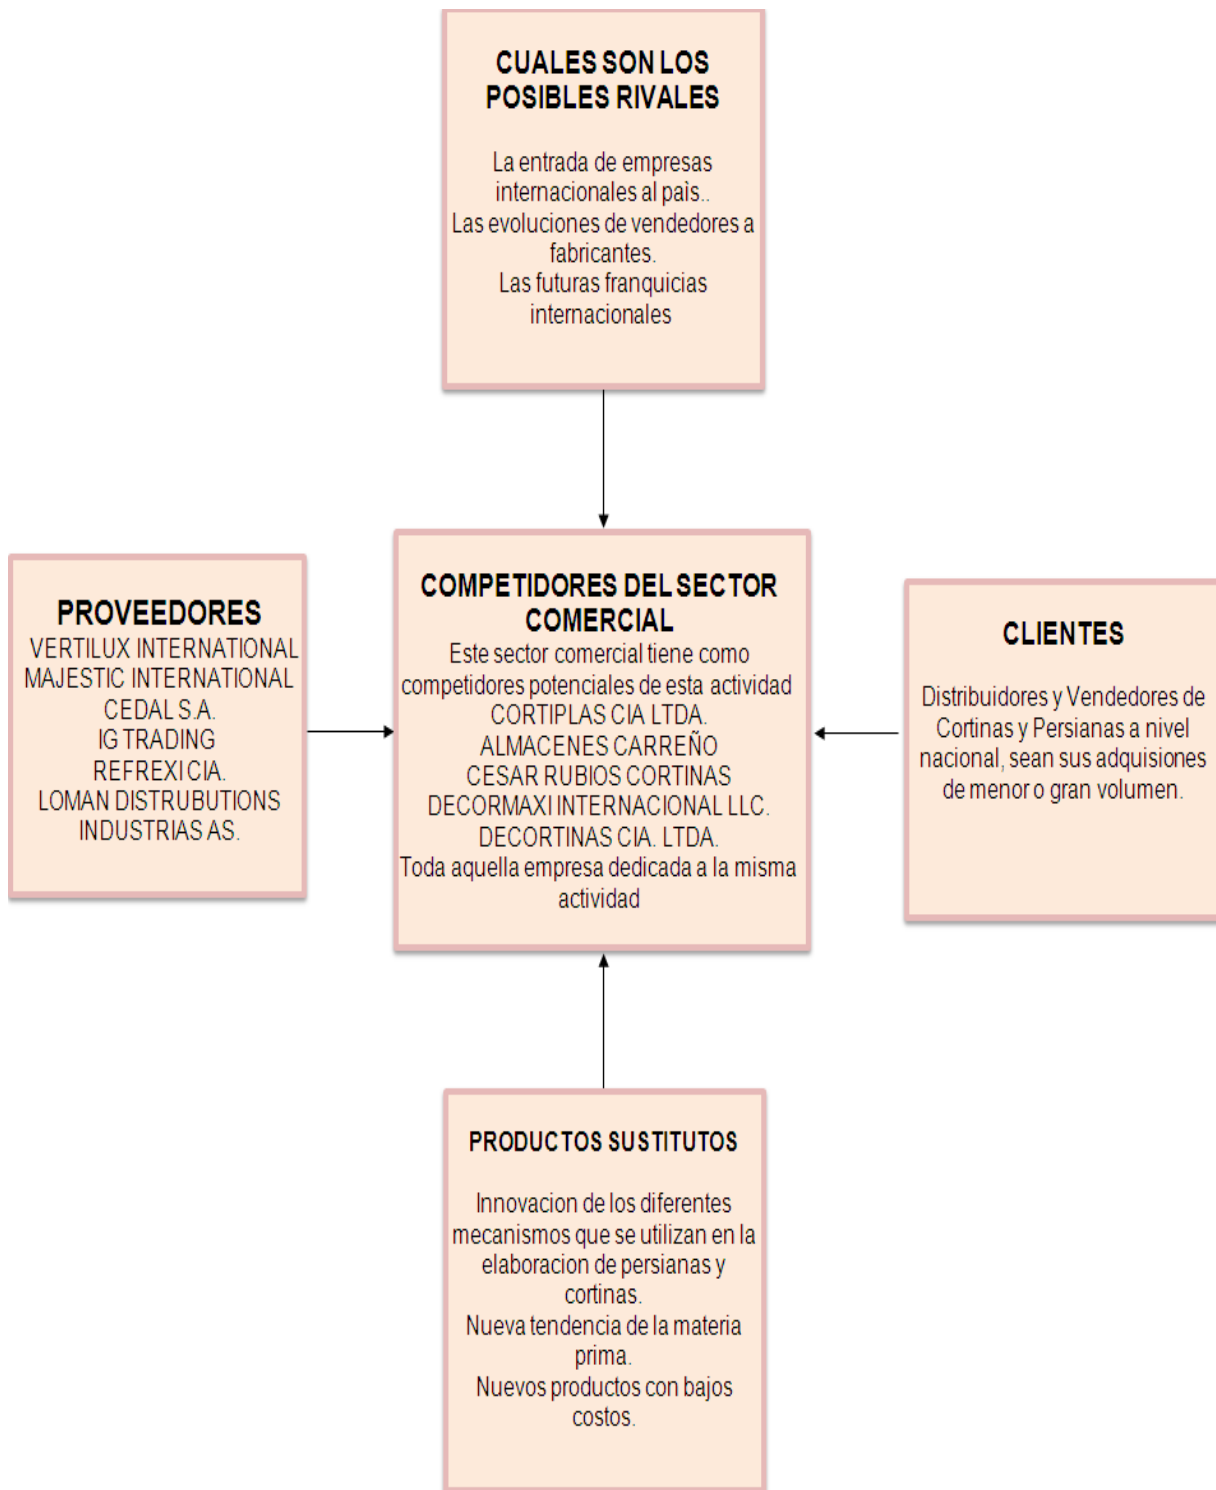 CUALES SON LOS
POSIBLES RIVALES
La entrada de empresas
internacionales al paìs..
Las evoluciones de vendedores a
fabricantes.
Las futuras franquicias
internacionales
PROVEEDORES
VERTILUX INTERNATIONAL
MAJESTIC INTERNATIONAL
CEDAL S.A.
IG TRADING
REFREXI CIA.
LOMAN DISTRUBUTIONS
INDUSTRIAS AS.
COMPETIDORES DEL SECTOR
COMERCIAL
Este sector comercial tiene como
competidores potenciales de esta actividad
CORTIPLAS CIA LTDA.
ALMACENES CARREÑO
CESAR RUBIOS CORTINAS
DECORMAXI INTERNACIONAL LLC.
DECORTINAS CIA. LTDA.
Toda aquella empresa dedicada a la misma
actividad
CLIENTES
Distribuidores y Vendedores de
Cortinas y Persianas a nivel
nacional, sean sus adquisiones
de menor o gran volumen.
PRODUCTOS SUSTITUTOS
Innovacion de los diferentes
mecanismos que se utilizan en la
elaboracion de persianas y
cortinas.
Nueva tendencia de la materia
prima.
Nuevos productos con bajos
costos.